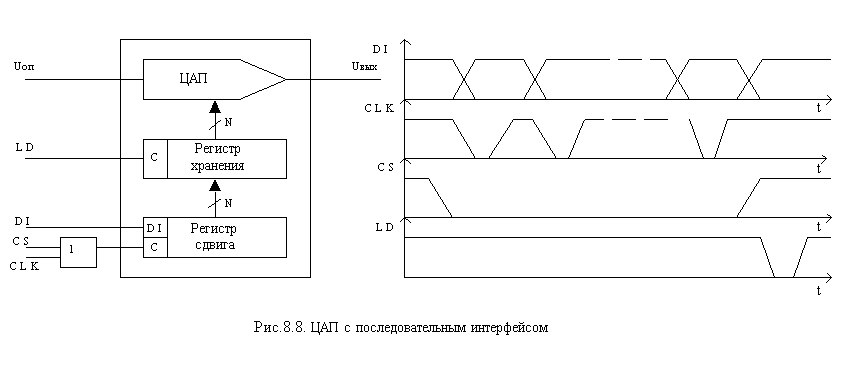 Uоп
ЦАП
Uвых
N
LD
C
Регистр
хранения
N
DI
DI
Регистр
сдвига
CS
C
1
CLK
DI
t
CLK
t
CS
t
LD
t
Рис.8.8. ЦАП с последовательным интерфейсом